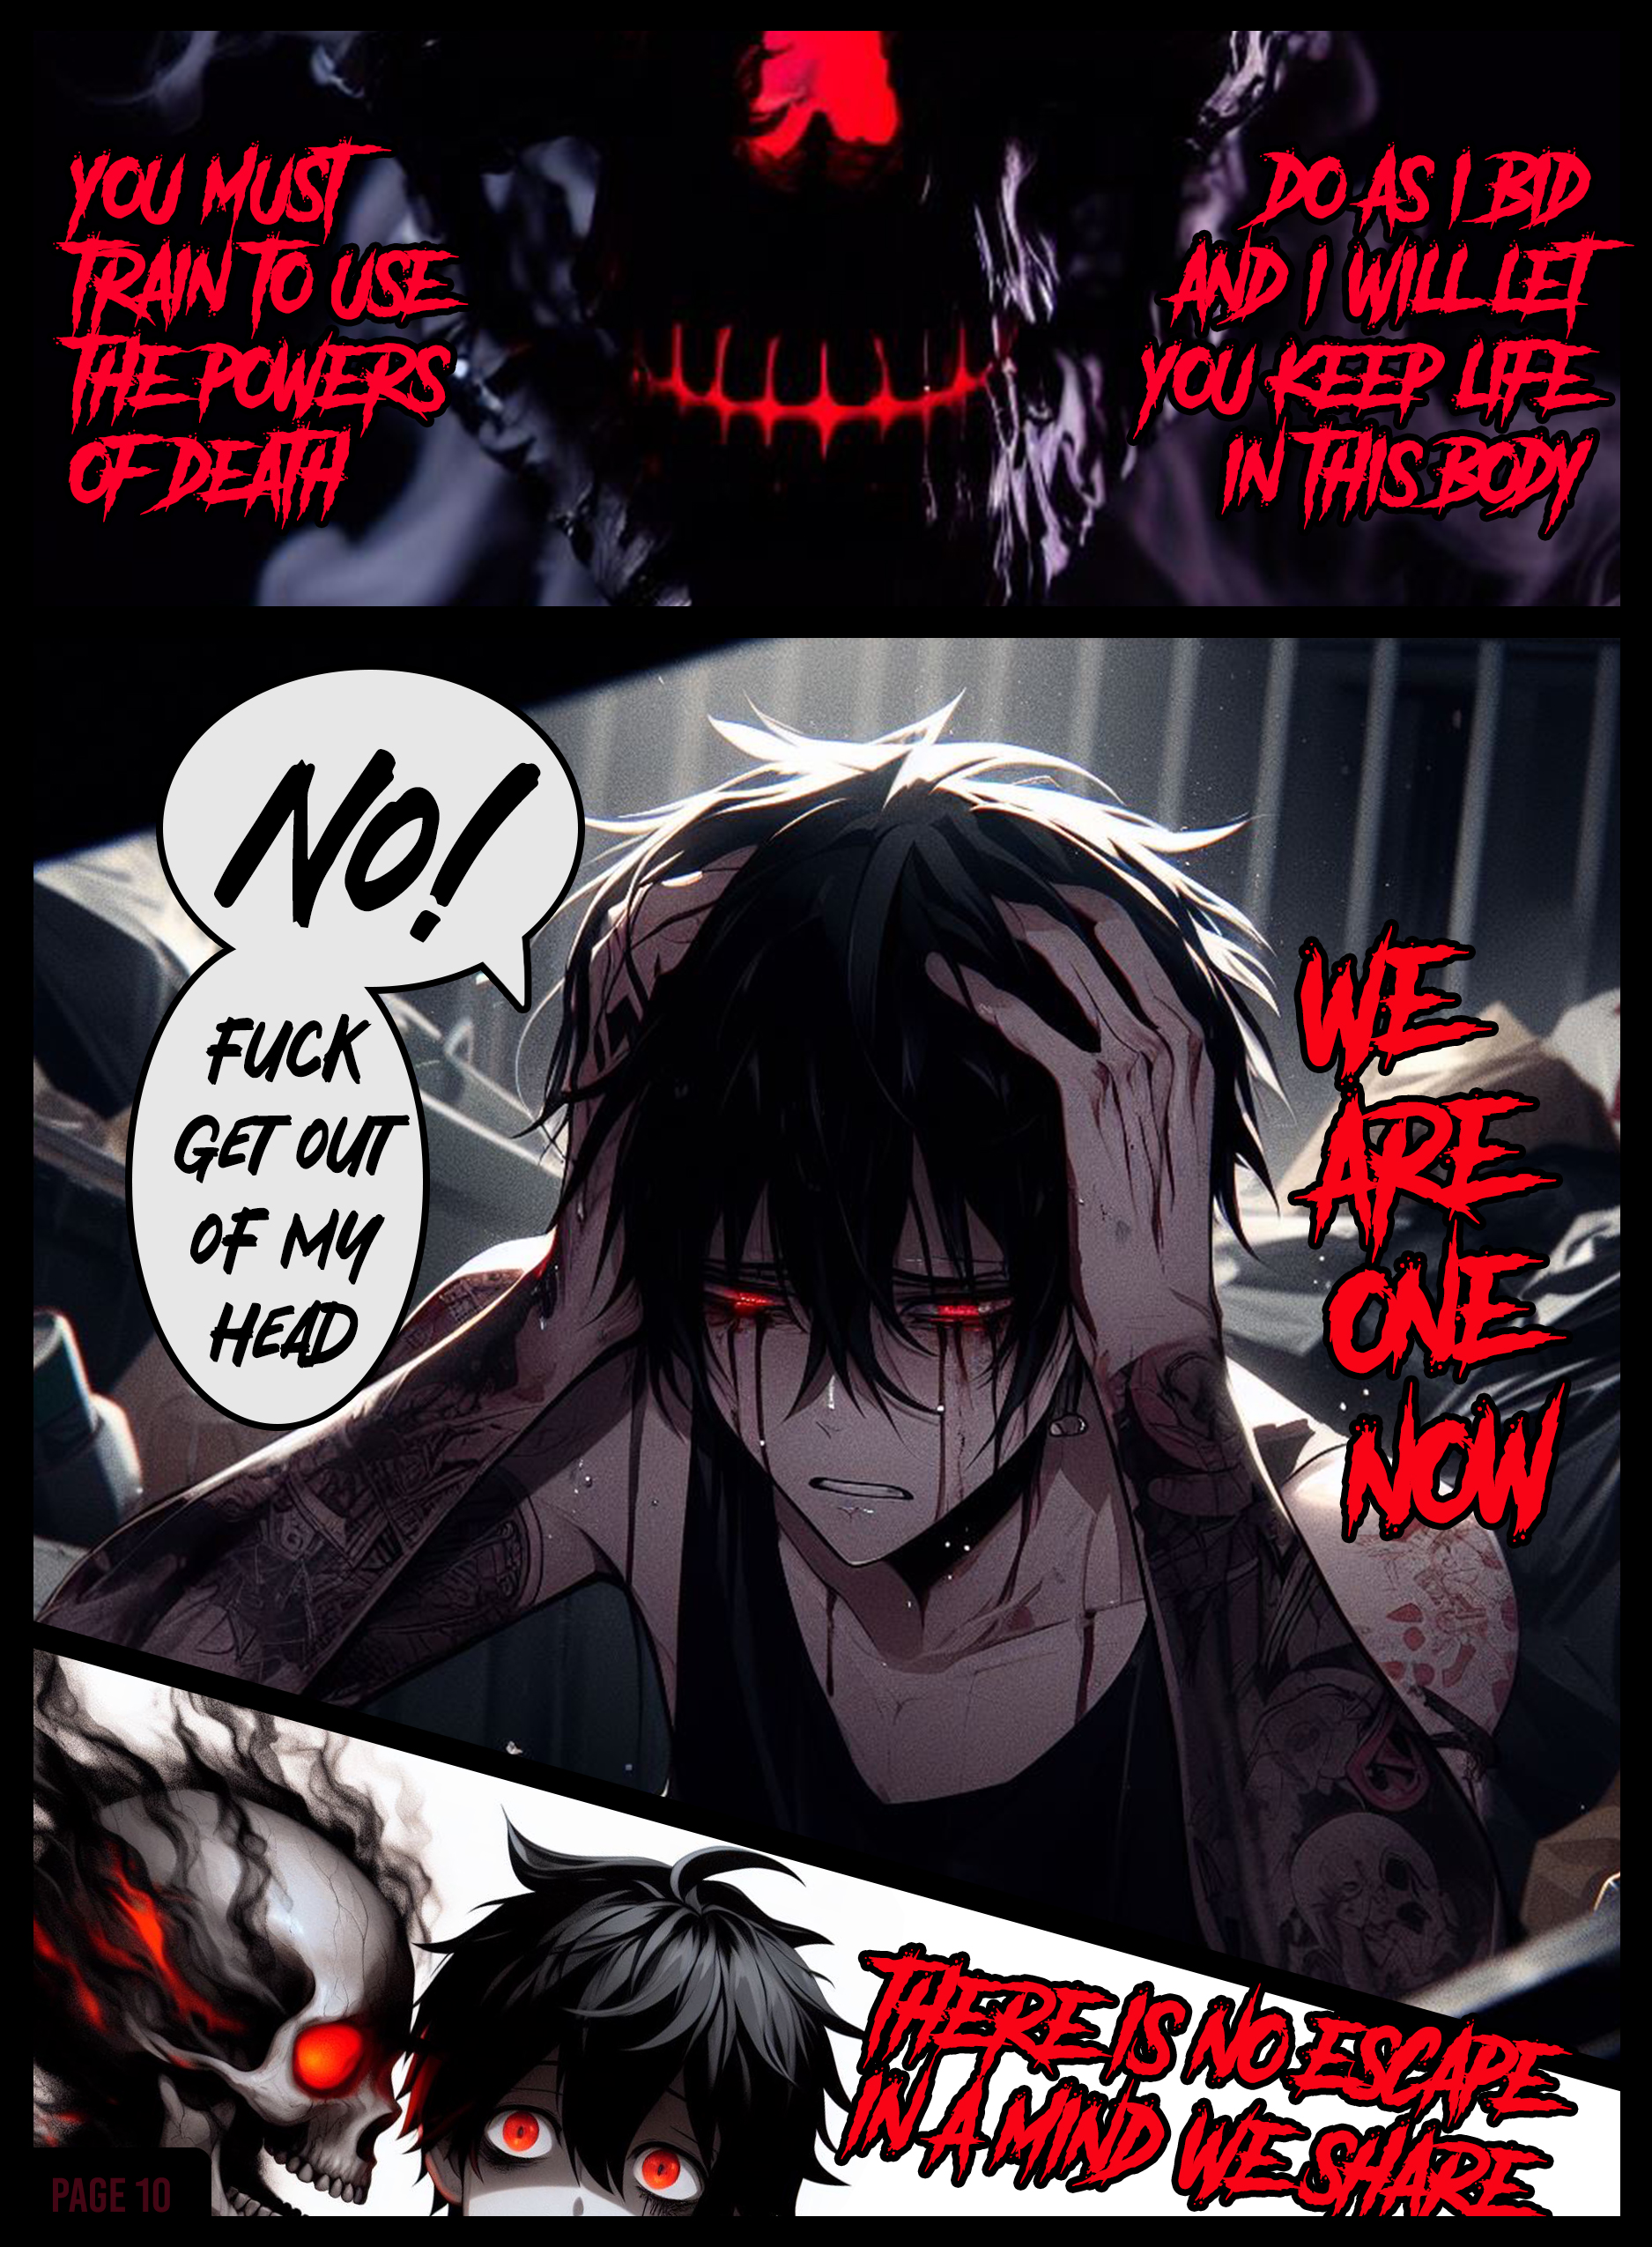 YOU MUST
TRAIN TO USE
THE POWERS
OF DEATH
DO AS I BID
AND I WILL LET
YOU KEEP LIFE
IN THIS BODY
NO!
FUCK
GET OUT
OF MY
HEAD
WE
ARE
ONE
NOW
THERE IS NO ESCAPE
IN A MIND WE SHARE
PAGE 10